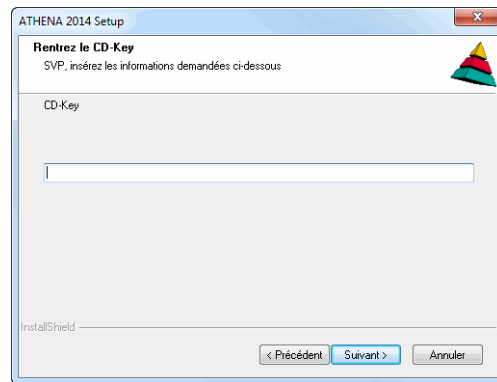 ATHENA 2014 Setup
Rentrez le CD-Key
SVP, insérez les informations demandées ci-dessous
CD-Key
InstallShield
< Précédent Suivant > Annuler